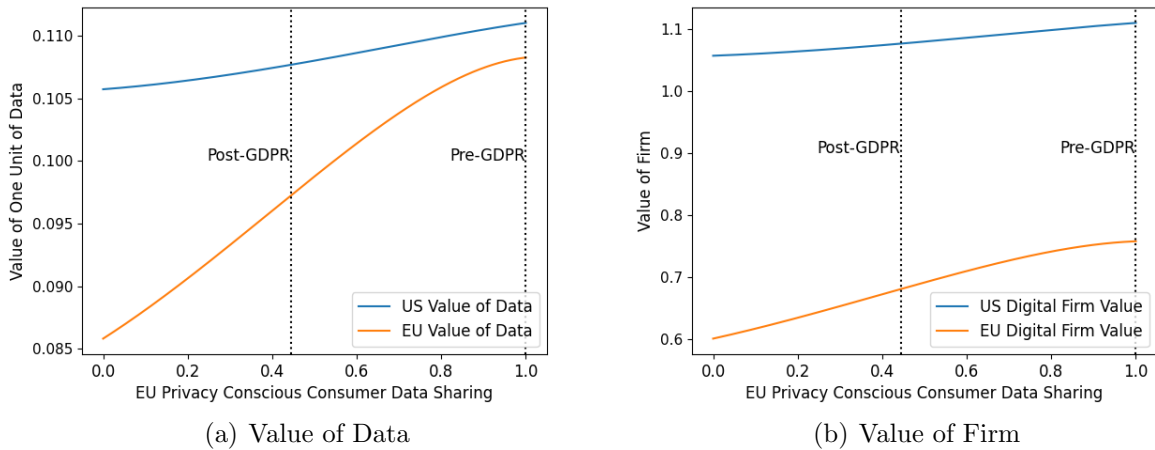 Value of One Unit of Data
0.110
0.105
0.100
0.095
0.090
0.085
Post-GDPR
Pre-GDPR
US Value of Data
EU Value of Data
0.0 0.2 0.4 0.6 0.8 1.0
EU Privacy Conscious Consumer Data Sharing
(a) Value of Data
Value of Firm
1.1
1.0
0.9
0.8
0.7
0.6
Post-GDPR
Pre-GDPR
US Digital Firm Value
EU Digital Firm Value
0.0 0.2 0.4 0.6 0.8 1.0
EU Privacy Conscious Consumer Data Sharing
(b) Value of Firm